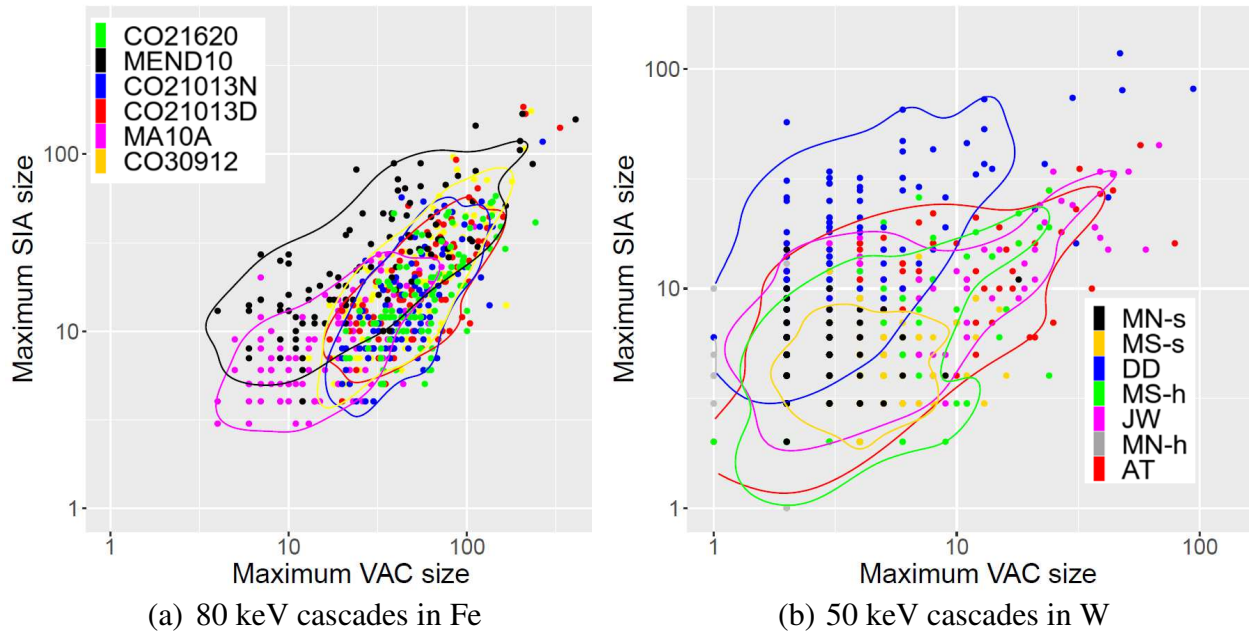 CO21620
MEND10
CO21013N
CO21013D
MA10A
CO30912
Maximum SIA size
100
10
1
1
10
100
Maximum VAC size
(a) 80 keV cascades in Fe
MN-s
MS-s
DD
MS-h
JW
MN-h
AT
Maximum SIA size
100
10
1
1
10
100
Maximum VAC size
(b) 50 keV cascades in W